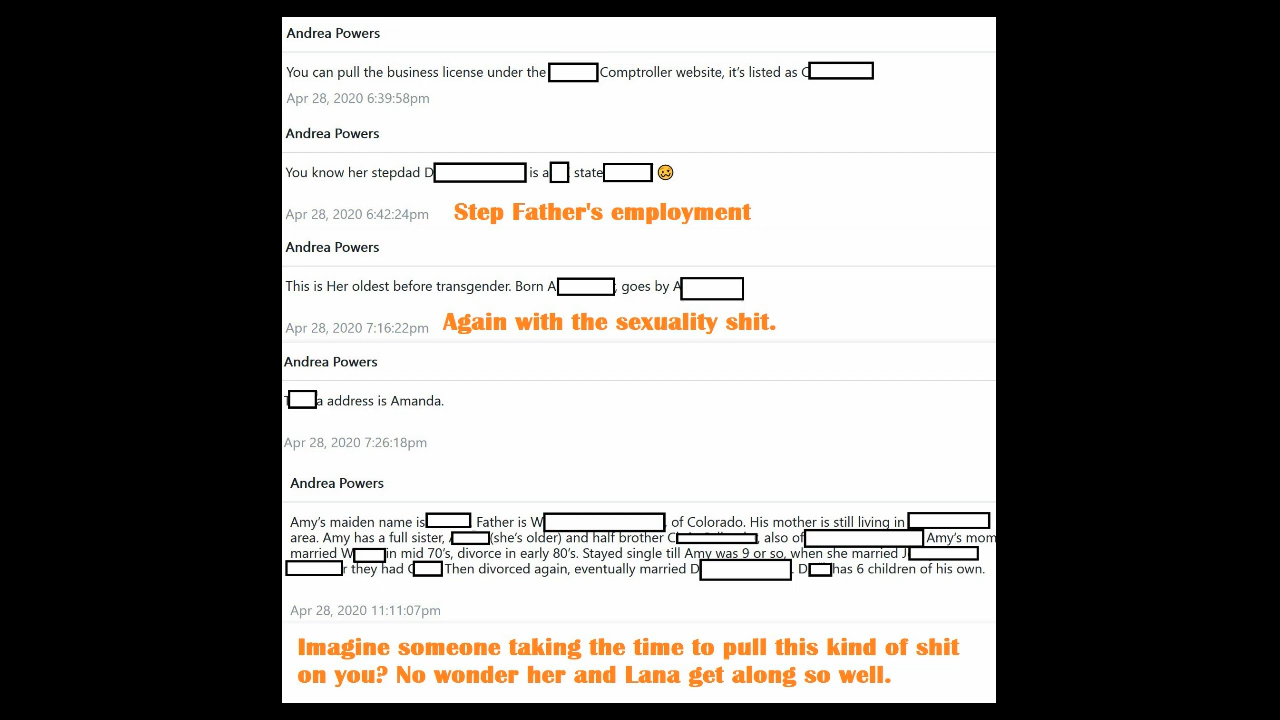 Andrea Powers
You can pull the business license under the Comptroller website, it's listed as C
Apr 28, 2020 6:39:58pm
Andrea Powers
You know her stepdad D is a state 🥴
Apr 28, 2020 6:42:24pm Step Father's employment
Andrea Powers
This is Her oldest before transgender. Born A , goes by A
Apr 28, 2020 7:16:22pm Again with the sexuality shit.
Andrea Powers
T a address is Amanda.
Apr 28, 2020 7:26:18pm
Andrea Powers
Amy's maiden name is Father is W , of Colorado. His mother is still living in
area. Amy has a full sister, (she's older) and half brother C , also of Amy's mom
married W in mid 70's, divorce in early 80's. Stayed single till Amy was 9 or so, when she married J
r they had C Then divorced again, eventually married D . D has 6 children of his own.
Apr 28, 2020 11:11:07pm
Imagine someone taking the time to pull this kind of shit
on you? No wonder her and Lana get along so well.